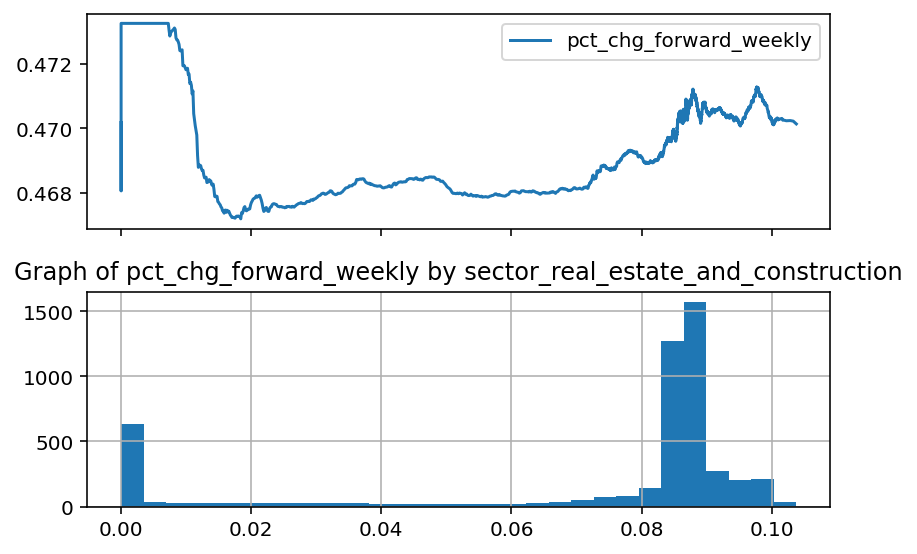 pct_chg_forward_weekly
0.472
0.470
0.468
Graph of pct_chg_forward_weekly by sector_real_estate_and_construction
1500
1000
500
0
0.00 0.02 0.04 0.06 0.08 0.10